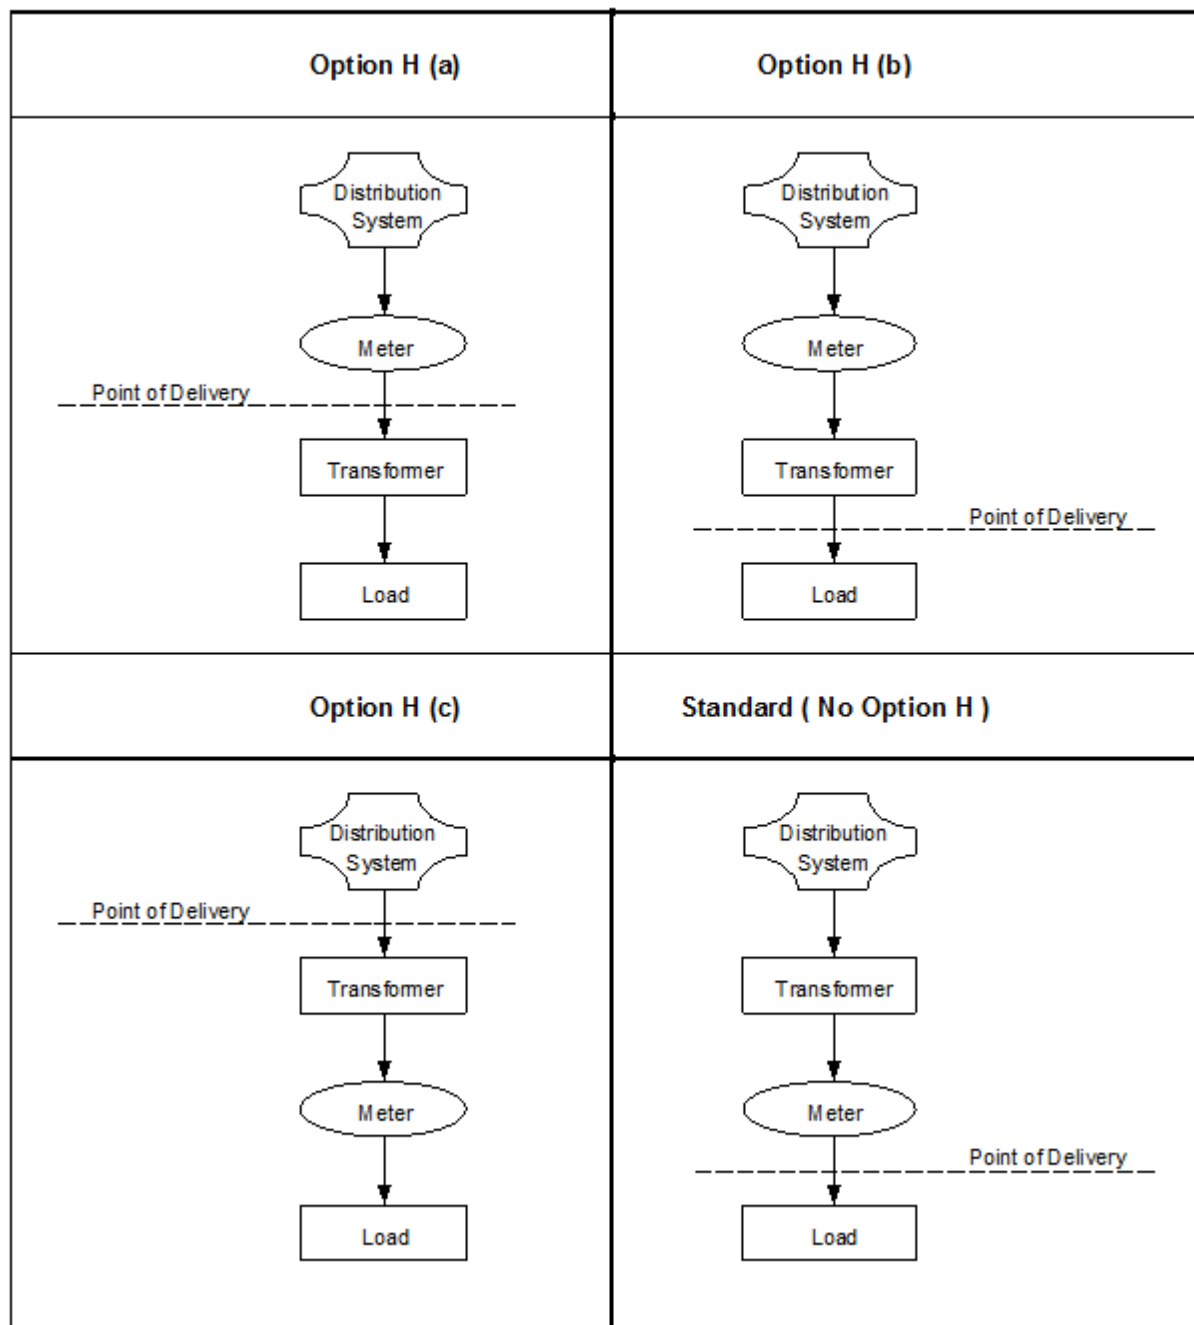 Option H (a)
Option H (b)
Distribution
System
Meter
Point of Delivery
Transformer
Load
Distribution
System
Meter
Transformer
Point of Delivery
Load
Option H (c)
Standard ( No Option H )
Distribution
System
Point of Delivery
Transformer
Meter
Load
Distribution
System
Transformer
Meter
Point of Delivery
Load